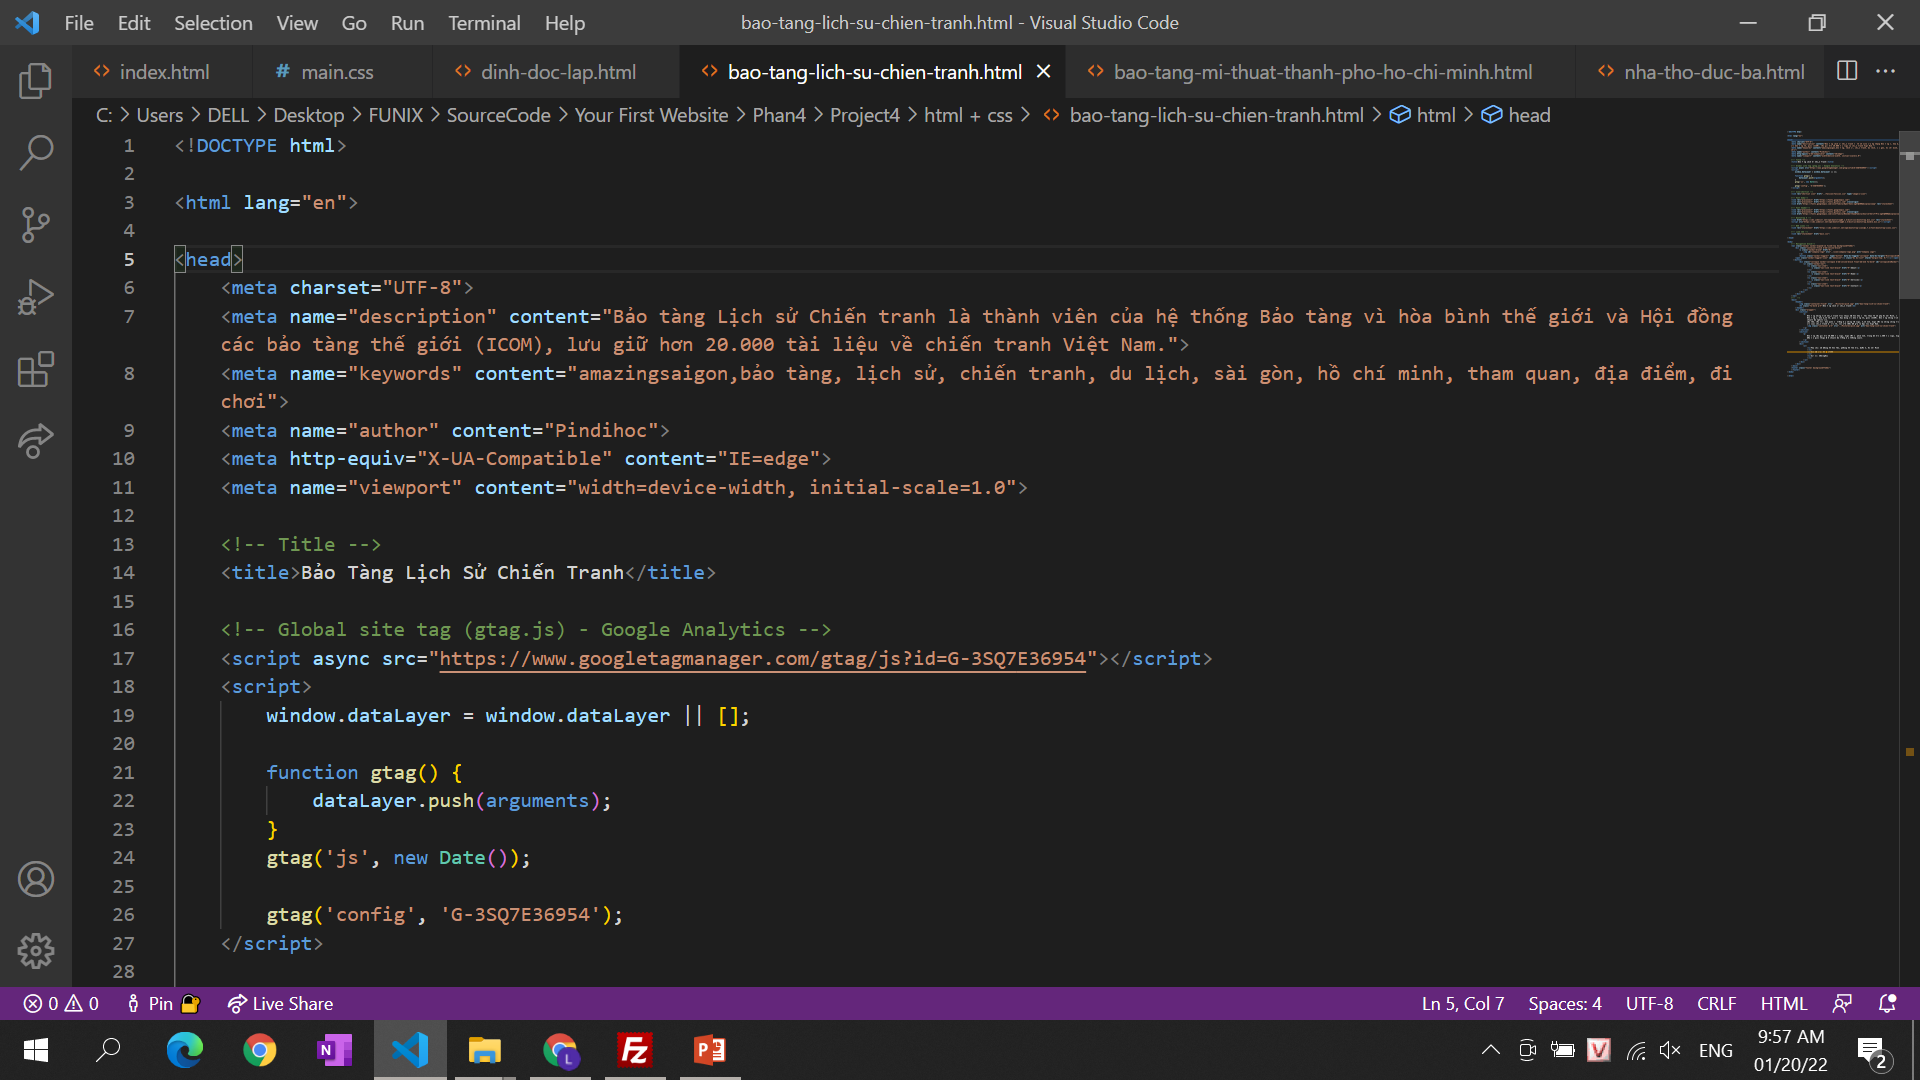 File Edit Selection View Go Run Terminal Help bao-tang-lich-su-chien-tranh.html - Visual Studio Code
index.html # main.css dinh-doc-lap.html bao-tang-lich-su-chien-tranh.html bao-tang-mi-thuat-thanh-pho-ho-chi-minh.html nha-tho-duc-ba.html
C: > Users > DELL > Desktop > FUNIX > SourceCode > Your First Website > Phan4 > Project4 > html + css > bao-tang-lich-su-chien-tranh.html > html > head
1 <!DOCTYPE html>
2
3 <html lang="en">
4
5 <head>
6 <meta charset="UTF-8">
7 <meta name="description" content="Bảo tàng Lịch sử Chiến tranh là thành viên của hệ thống Bảo tàng vì hòa bình thế giới và Hội đồng
các bảo tàng thế giới (ICOM), lưu giữ hơn 20.000 tài liệu về chiến tranh Việt Nam.">
8 <meta name="keywords" content="amazingsaigon,bảo tàng, lịch sử, chiến tranh, du lịch, sài gòn, hồ chí minh, tham quan, địa điểm, đi
chơi">
9 <meta name="author" content="Pindihoc">
10 <meta http-equiv="X-UA-Compatible" content="IE=edge">
11 <meta name="viewport" content="width=device-width, initial-scale=1.0">
12
13 <!-- Title -->
14 <title>Bảo Tàng Lịch Sử Chiến Tranh</title>
15
16 <!-- Global site tag (gtag.js) - Google Analytics -->
17 <script async src="https://www.googletagmanager.com/gtag/js?id=G-3SQ7E36954"></script>
18 <script>
19 window.dataLayer = window.dataLayer || [];
20
21 function gtag() {
22 dataLayer.push(arguments);
23 }
24 gtag('js', new Date());
25
26 gtag('config', 'G-3SQ7E36954');
27 </script>
28
0 0 Pin Live Share Ln 5, Col 7 Spaces: 4 UTF-8 CRLF HTML
N L Fz P V ENG 9:57 AM
01/20/22 2